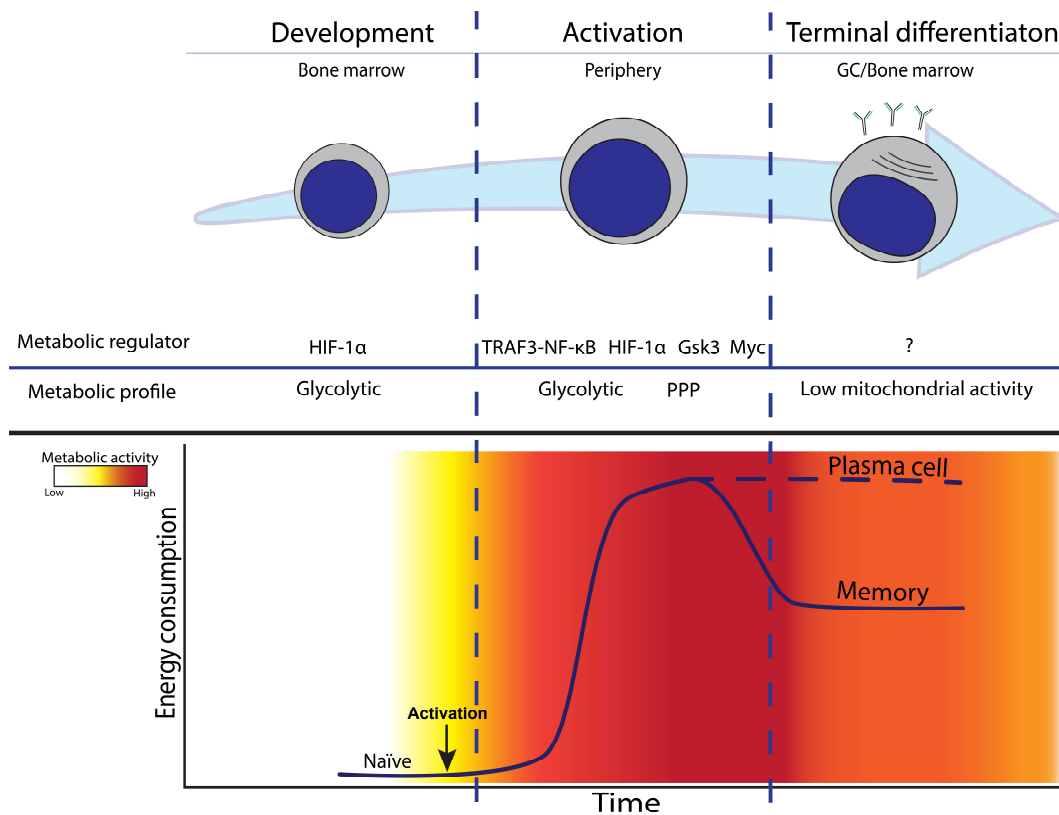 Development Activation Terminal differentiaton
Bone marrow Periphery GC/Bone marrow
Metabolic regulator HIF-1α TRAF3-NF-κB HIF-1α Gsk3 Myc ?
Metabolic profile Glycolytic Glycolytic PPP Low mitochondrial activity
Metabolic activity
Low High
Energy consumption
Plasma cell
Memory
Activation
Naïve
Time